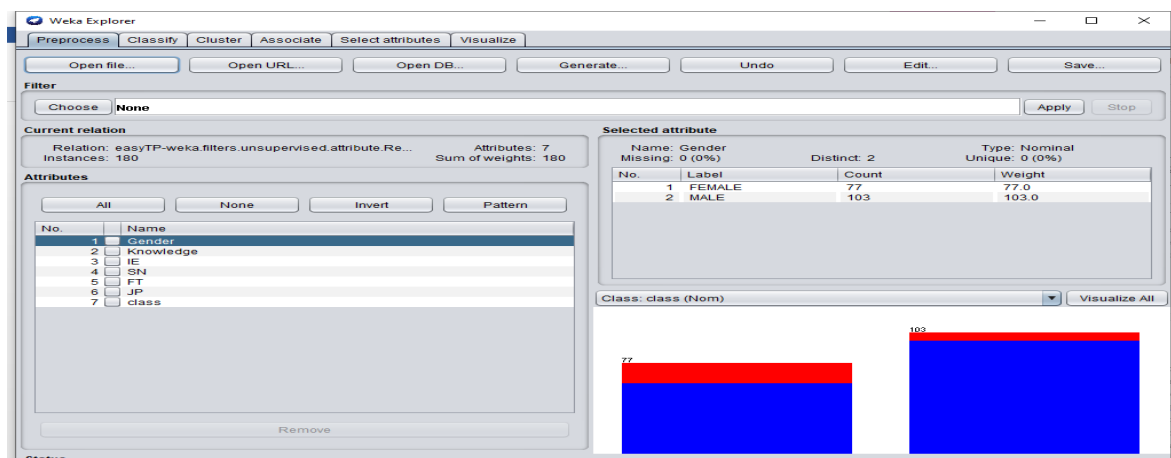 Weka Explorer
Preprocess Classify Cluster Associate Select attributes Visualize
Open file... Open URL... Open DB... Generate... Undo Edit... Save...
Filter
Choose None Apply Stop
Current relation
Relation: easyTP-weka.filters.unsupervised.attribute.Re... Attributes: 7
Instances: 180 Sum of weights: 180
Attributes
All None Invert Pattern
No. Name
1 Gender
2 Knowledge
3 IE
4 SN
5 FT
6 JP
7 class
Remove
Status
Selected attribute
Name: Gender Type: Nominal
Missing: 0 (0%) Distinct: 2 Unique: 0 (0%)
No. Label Count Weight
1 FEMALE 77 77.0
2 MALE 103 103.0
Class: class (Nom) Visualize All
103
77